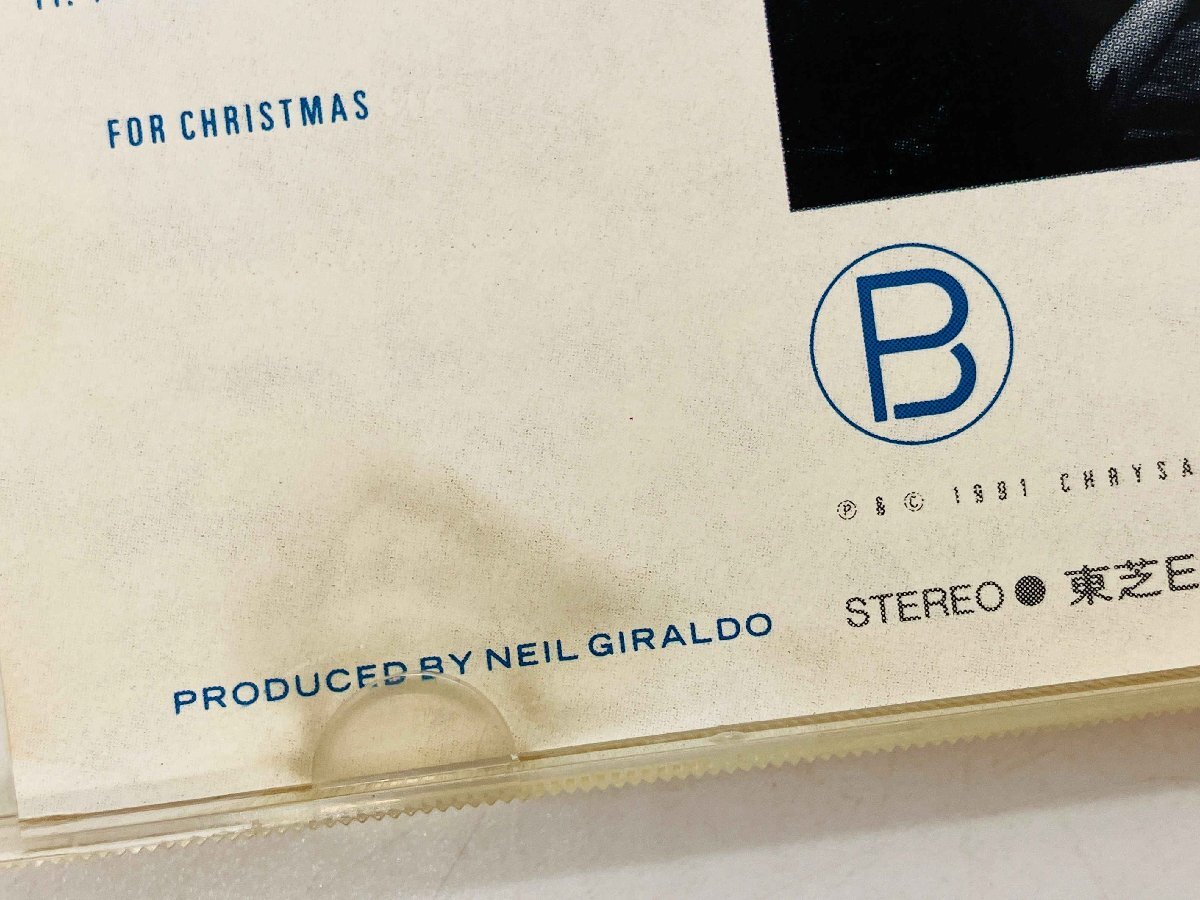 FOR CHRISTMAS
B
℗ & © 1991 CHRYSA
STEREO● 東芝E
PRODUCED BY NEIL GIRALDO